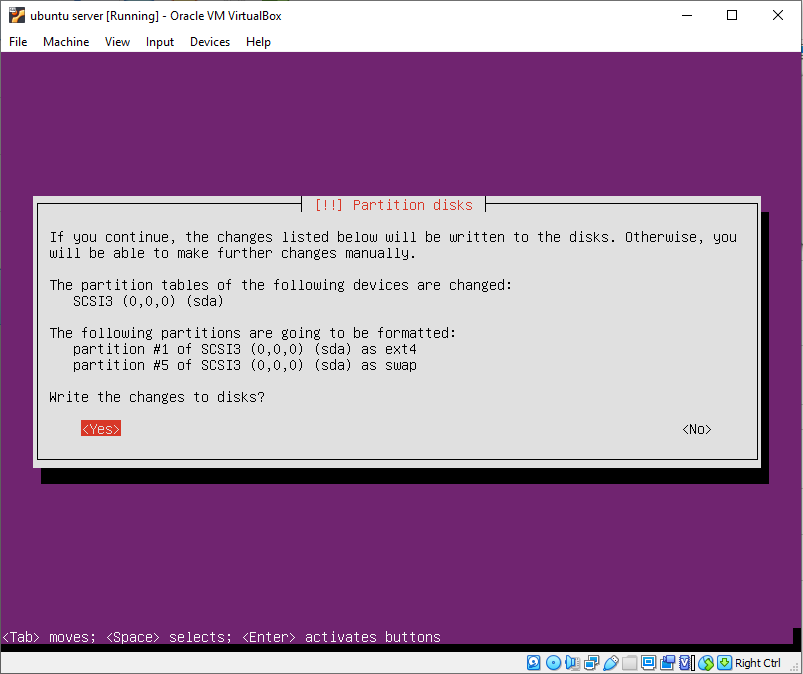 ubuntu server [Running] - Oracle VM VirtualBox
File Machine View Input Devices Help
[!!] Partition disks
If you continue, the changes listed below will be written to the disks. Otherwise, you
will be able to make further changes manually.
The partition tables of the following devices are changed:
SCSI3 (0,0,0) (sda)
The following partitions are going to be formatted:
partition #1 of SCSI3 (0,0,0) (sda) as ext4
partition #5 of SCSI3 (0,0,0) (sda) as swap
Write the changes to disks?
<Yes> <No>
<Tab> moves; <Space> selects; <Enter> activates buttons
Right Ctrl